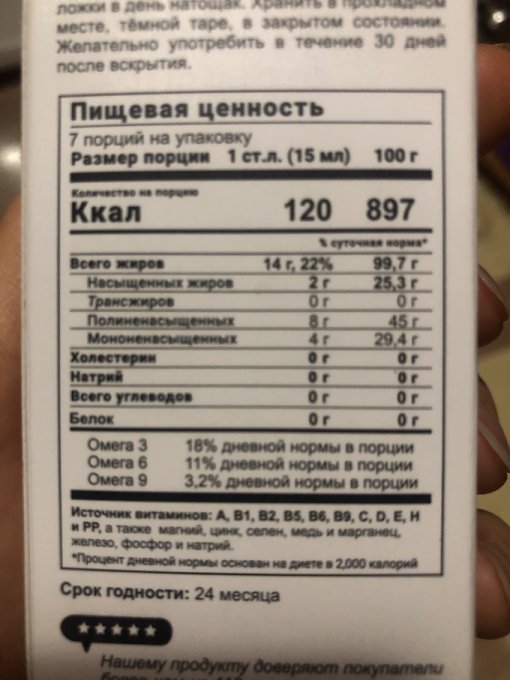 ложки в день натощак. Хранить в прохладном
месте, тёмной таре, в закрытом состоянии.
Желательно употребить в течение 30 дней
после вскрытия.
Пищевая ценность
7 порций на упаковку
Размер порции 1 ст.л. (15 мл) 100 г
Количество на порцию
Ккал 120 897
% суточная норма*
Всего жиров 14 г, 22% 99,7 г
Насыщенных жиров 2 г 25,3 г
Трансжиров 0 г 0 г
Полиненасыщенных 8 г 45 г
Мононенасыщенных 4 г 29,4 г
Холестерин 0 г 0 г
Натрий 0 г 0 г
Всего углеводов 0 г 0 г
Белок 0 г 0 г
Омега 3 18% дневной нормы в порции
Омега 6 11% дневной нормы в порции
Омега 9 3,2% дневной нормы в порции
Источник витаминов: А, В1, В2, В5, В6, В9, С, D, Е, Н
и РР, а также магний, цинк, селен, медь и марганец,
железо, фосфор и натрий.
*Процент дневной нормы основан на диете в 2,000 калорий
Срок годности: 24 месяца
Нашему продукту доверяют покупатели